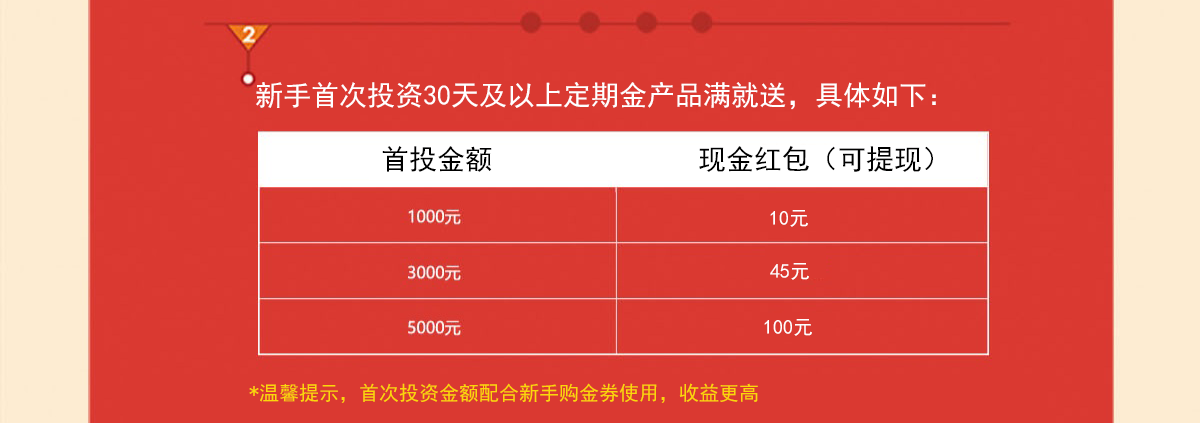 2
新手首次投资30天及以上定期金产品满就送，具体如下：
首投金额 现金红包（可提现）
1000元 10元
3000元 45元
5000元 100元
*温馨提示，首次投资金额配合新手购金券使用，收益更高